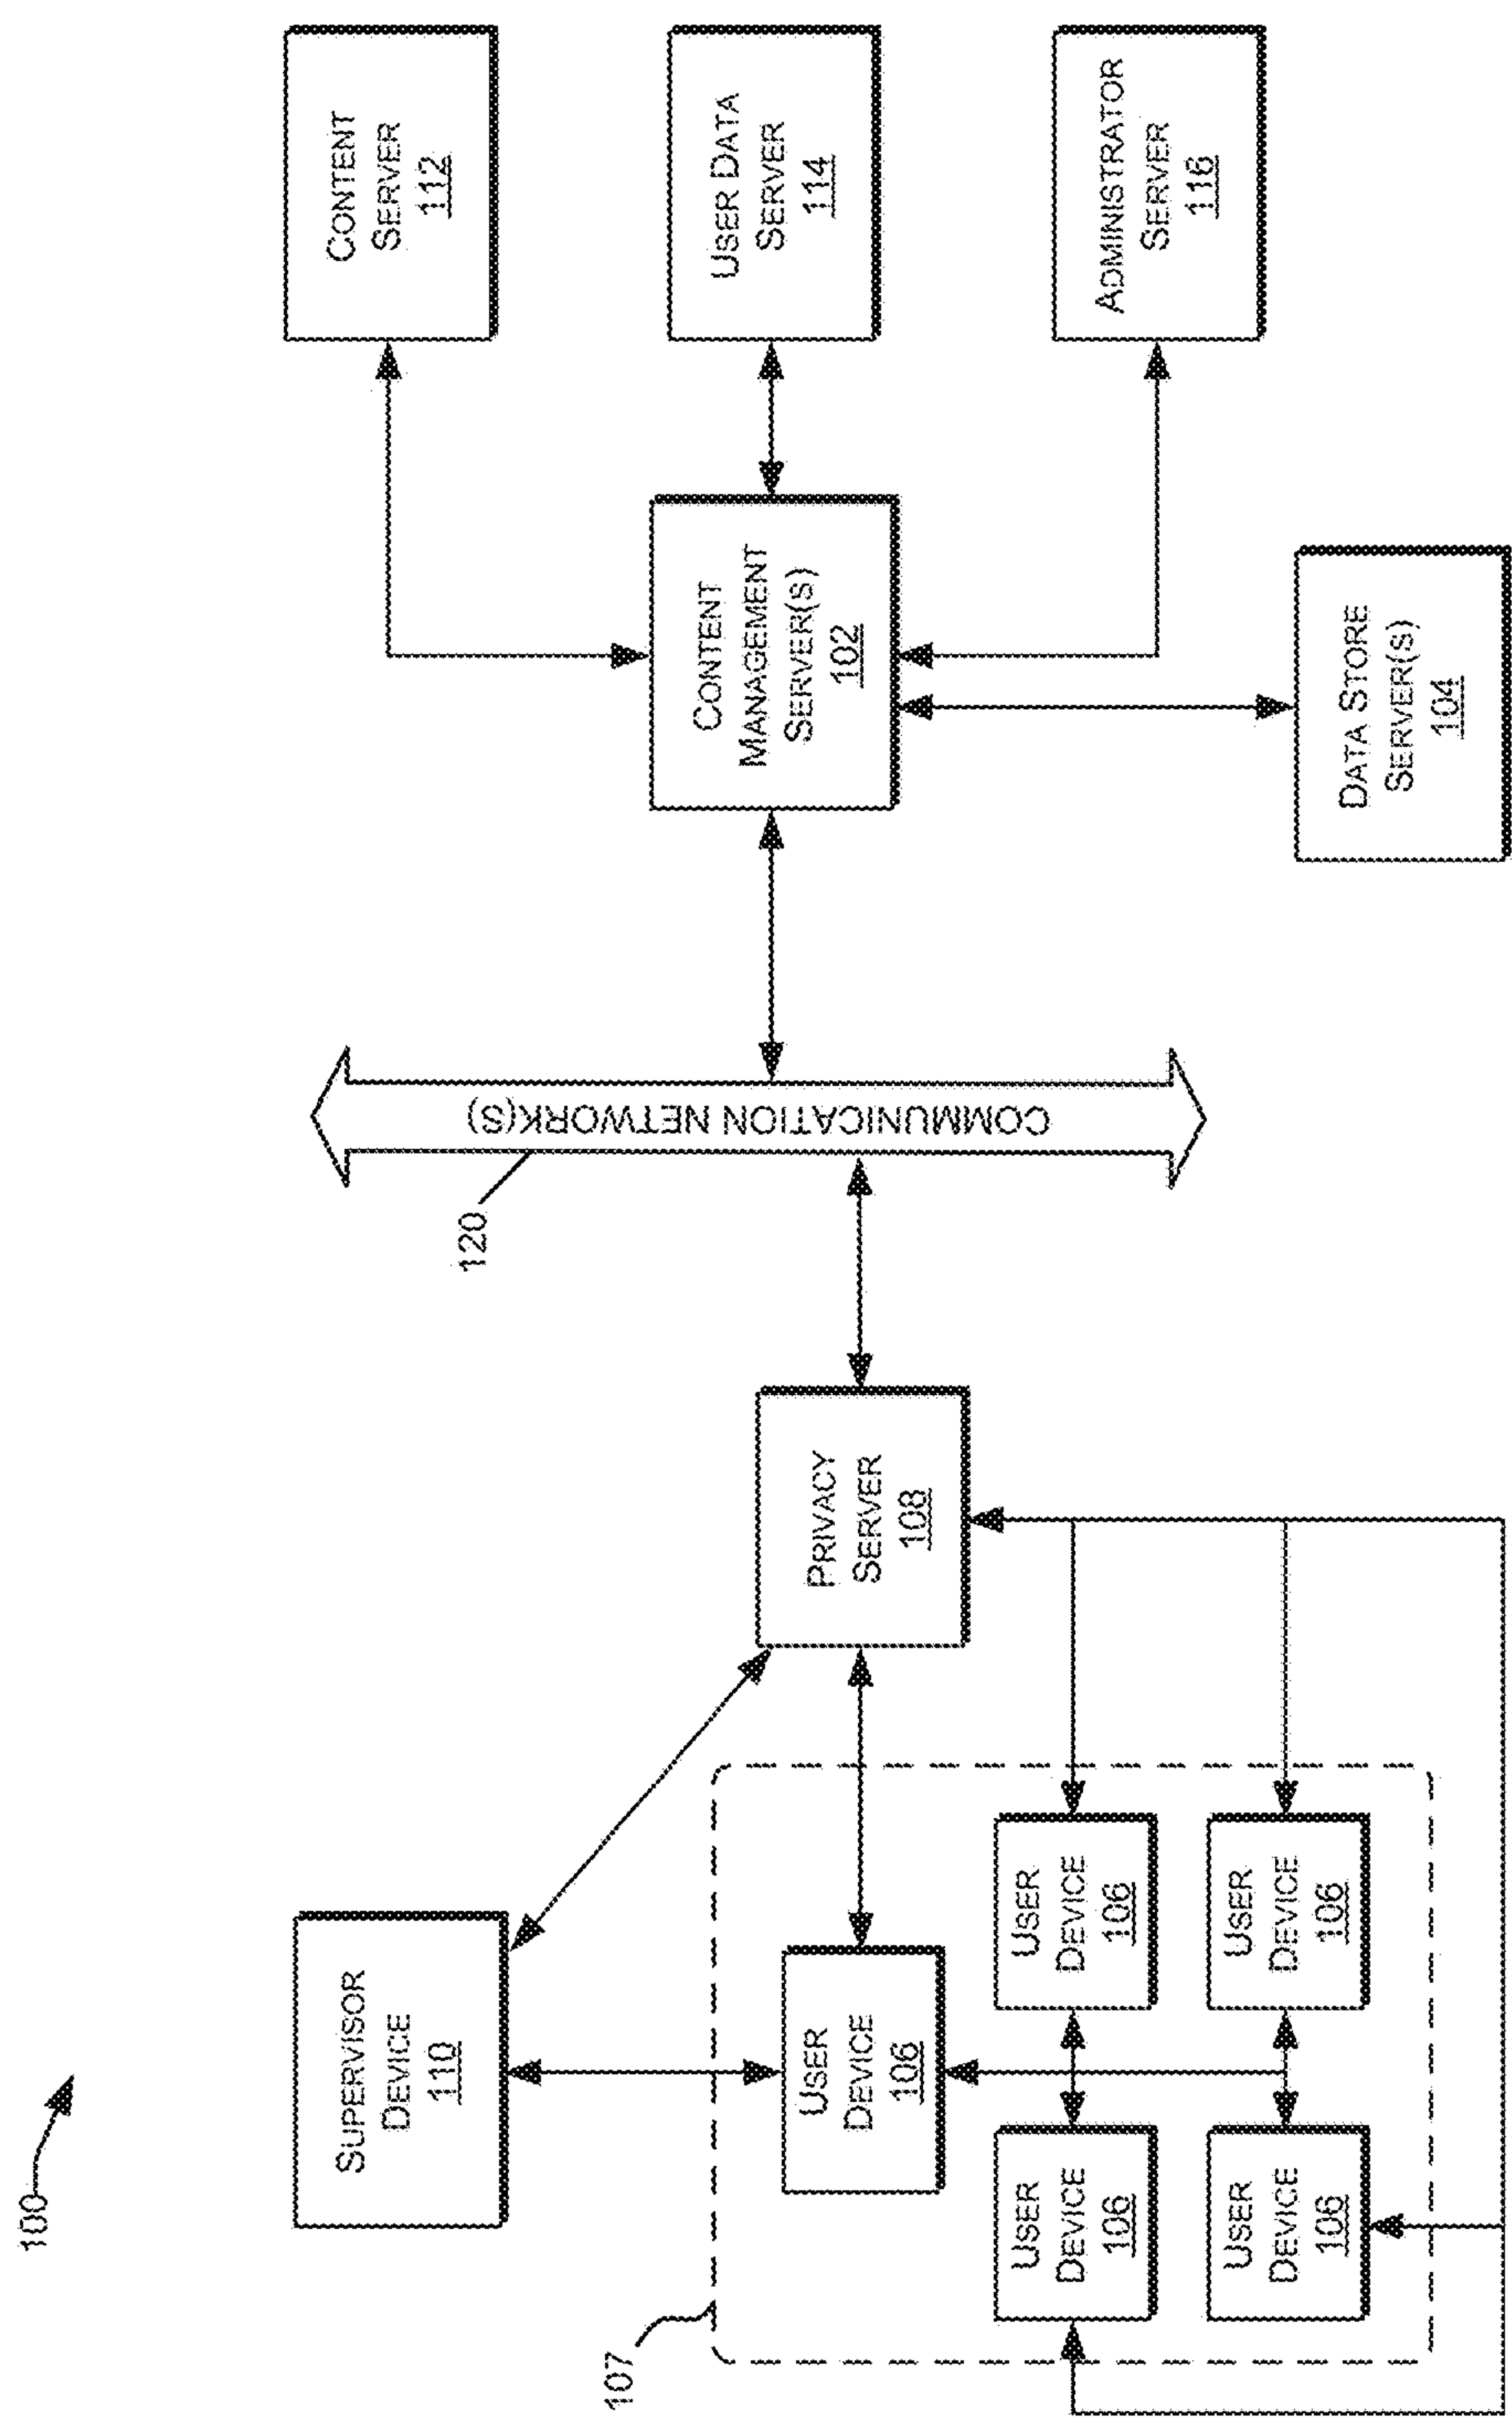 100
SUPERVISOR
DEVICE
110
CONTENT
SERVER
112
120
COMMUNICATION NETWORK(S)
107
USER
DEVICE
106
PRIVACY
SERVER
108
CONTENT
MANAGEMENT
SERVER(S)
102
USER DATA
SERVER
114
USER
DEVICE
106
USER
DEVICE
106
ADMINISTRATOR
SERVER
116
USER
DEVICE
106
USER
DEVICE
106
DATA STORE
SERVER(S)
104